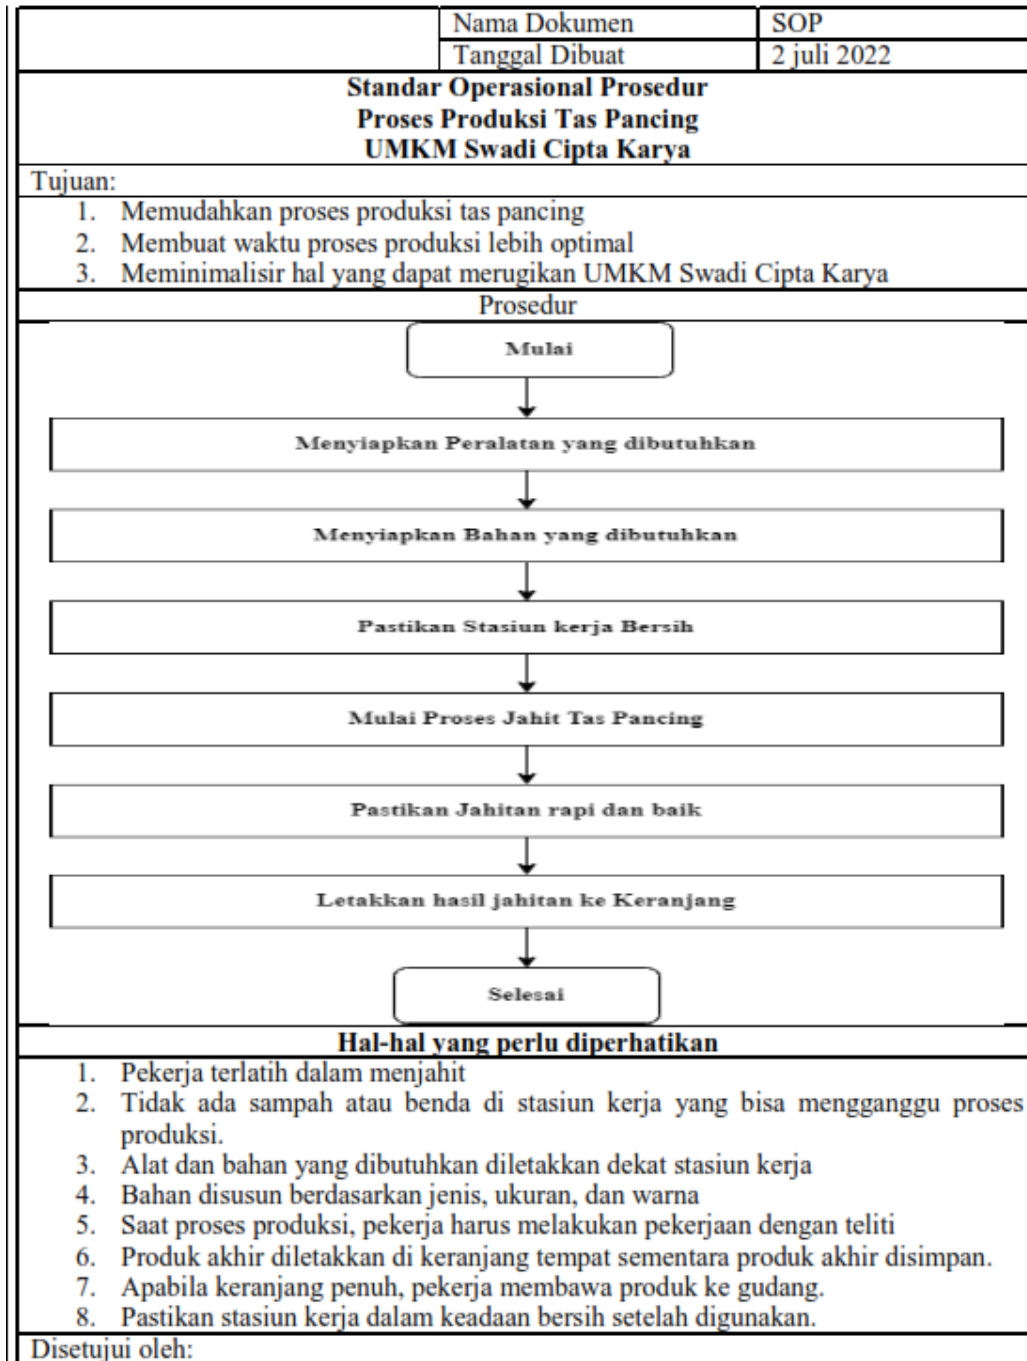 Nama Dokumen SOP
Tanggal Dibuat 2 juli 2022
Standar Operasional Prosedur
Proses Produksi Tas Pancing
UMKM Swadi Cipta Karya
Tujuan:
1. Memudahkan proses produksi tas pancing
2. Membuat waktu proses produksi lebih optimal
3. Meminimalisir hal yang dapat merugikan UMKM Swadi Cipta Karya
Prosedur
Mulai
Menyiapkan Peralatan yang dibutuhkan
Menyiapkan Bahan yang dibutuhkan
Pastikan Stasiun kerja Bersih
Mulai Proses Jahit Tas Pancing
Pastikan Jahitan rapi dan baik
Letakkan hasil jahitan ke Keranjang
Selesai
Hal-hal yang perlu diperhatikan
1. Pekerja terlatih dalam menjahit
2. Tidak ada sampah atau benda di stasiun kerja yang bisa mengganggu proses
produksi.
3. Alat dan bahan yang dibutuhkan diletakkan dekat stasiun kerja
4. Bahan disusun berdasarkan jenis, ukuran, dan warna
5. Saat proses produksi, pekerja harus melakukan pekerjaan dengan teliti
6. Produk akhir diletakkan di keranjang tempat sementara produk akhir disimpan.
7. Apabila keranjang penuh, pekerja membawa produk ke gudang.
8. Pastikan stasiun kerja dalam keadaan bersih setelah digunakan.
Disetujui oleh: